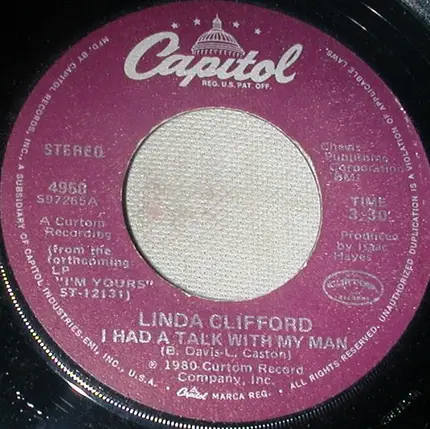 Capitol
REG. U.S. PAT. OFF.
STEREO
4960
S97265A
A Curtom
Recording
(from the
forthcoming
LP
"I'M YOURS"
ST-12131)
Chevis
Publishing
Corporation
BMI
TIME
3:30
Produced
by Isaac
Hayes
Capitol
RECORDS
LINDA CLIFFORD
I HAD A TALK WITH MY MAN
(B. Davis-L. Caston)
℗ 1980 Curtom Record
Company, Inc.
Capitol MARCA REG. • ALL RIGHTS RESERVED. UNAUTHORIZED DUPLICATION IS A VIOLATION OF APPLICABLE LAWS.
MFD. BY CAPITOL RECORDS, INC., A SUBSIDIARY OF CAPITOL INDUSTRIES-EMI, INC., U.S.A. •